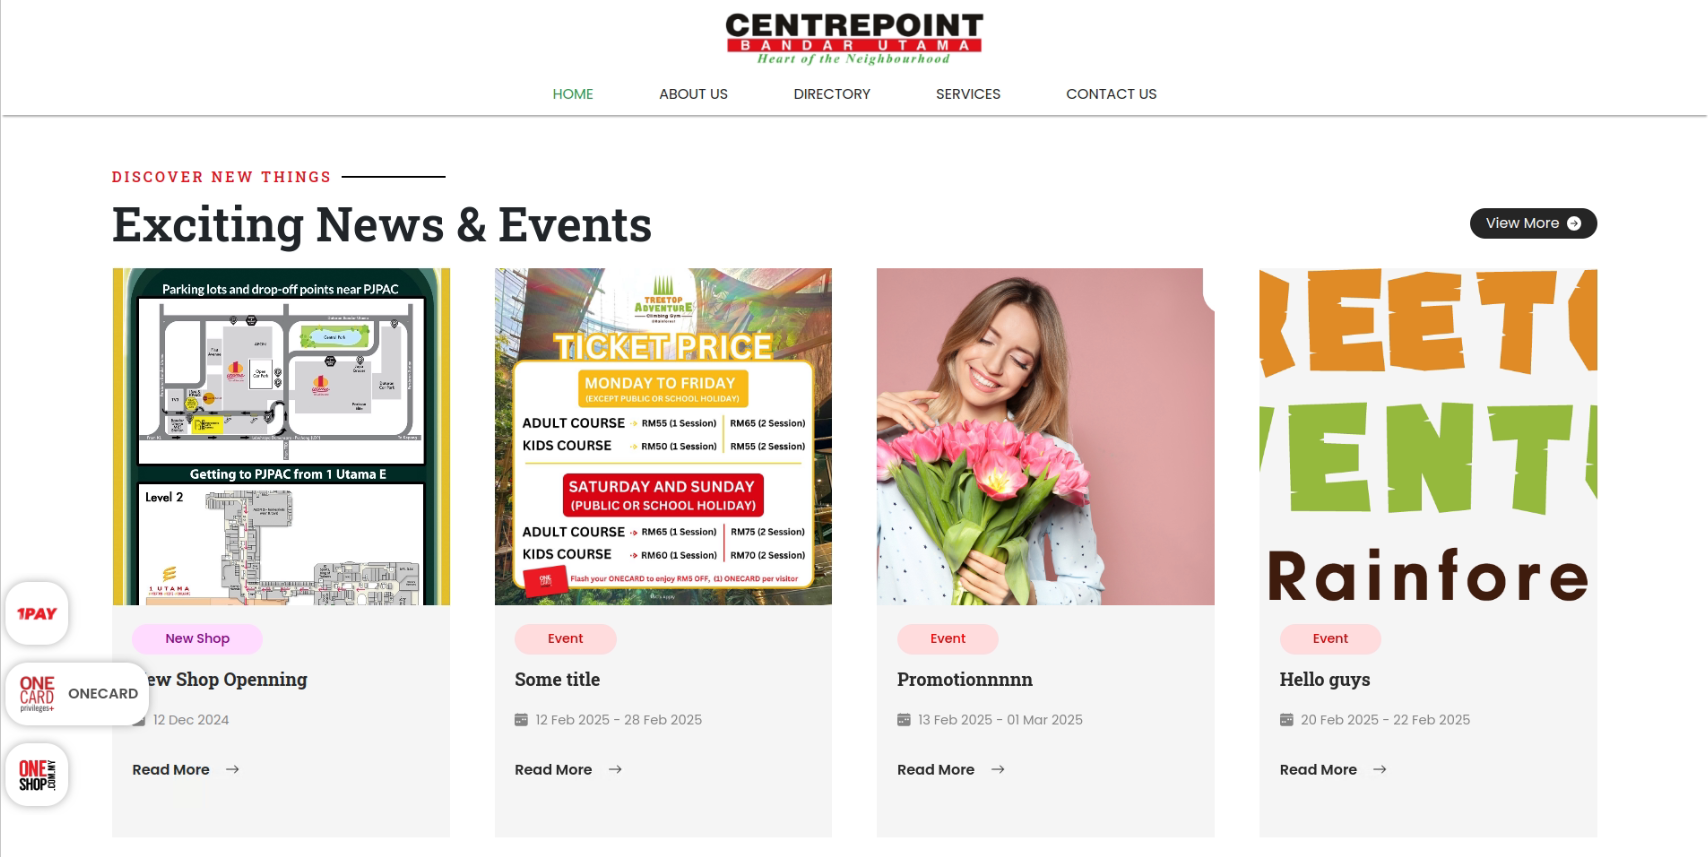 CENTREPOINT
BANDAR UTAMA
Heart of the Neighbourhood
HOME
ABOUT US
DIRECTORY
SERVICES
CONTACT US
DISCOVER NEW THINGS
Exciting News & Events
View More
Parking lots and drop-off points near PJPAC
Central Park
Getting to PJPAC from 1 Utama E
Level 2
1 UTAMA
New Shop
ew Shop Openning
12 Dec 2024
Read More
TREETOP
ADVENTURE
Climbing Gym
TICKET PRICE
MONDAY TO FRIDAY
(EXCEPT PUBLIC OR SCHOOL HOLIDAY)
ADULT COURSE RM55 (1 Session) RM65 (2 Session)
KIDS COURSE RM50 (1 Session) RM55 (2 Session)
SATURDAY AND SUNDAY
(PUBLIC OR SCHOOL HOLIDAY)
ADULT COURSE RM65 (1 Session) RM75 (2 Session)
KIDS COURSE RM60 (1 Session) RM70 (2 Session)
Flash your ONECARD to enjoy RM5 OFF, (1) ONECARD per visitor
Event
Some title
12 Feb 2025 - 28 Feb 2025
Read More
Event
Promotionnnnn
13 Feb 2025 - 01 Mar 2025
Read More
REET
VENT
Rainfore
Event
Hello guys
20 Feb 2025 - 22 Feb 2025
Read More
1PAY
ONE
CARD
privileges+
ONECARD
ONE
SHOP
.COM.MY